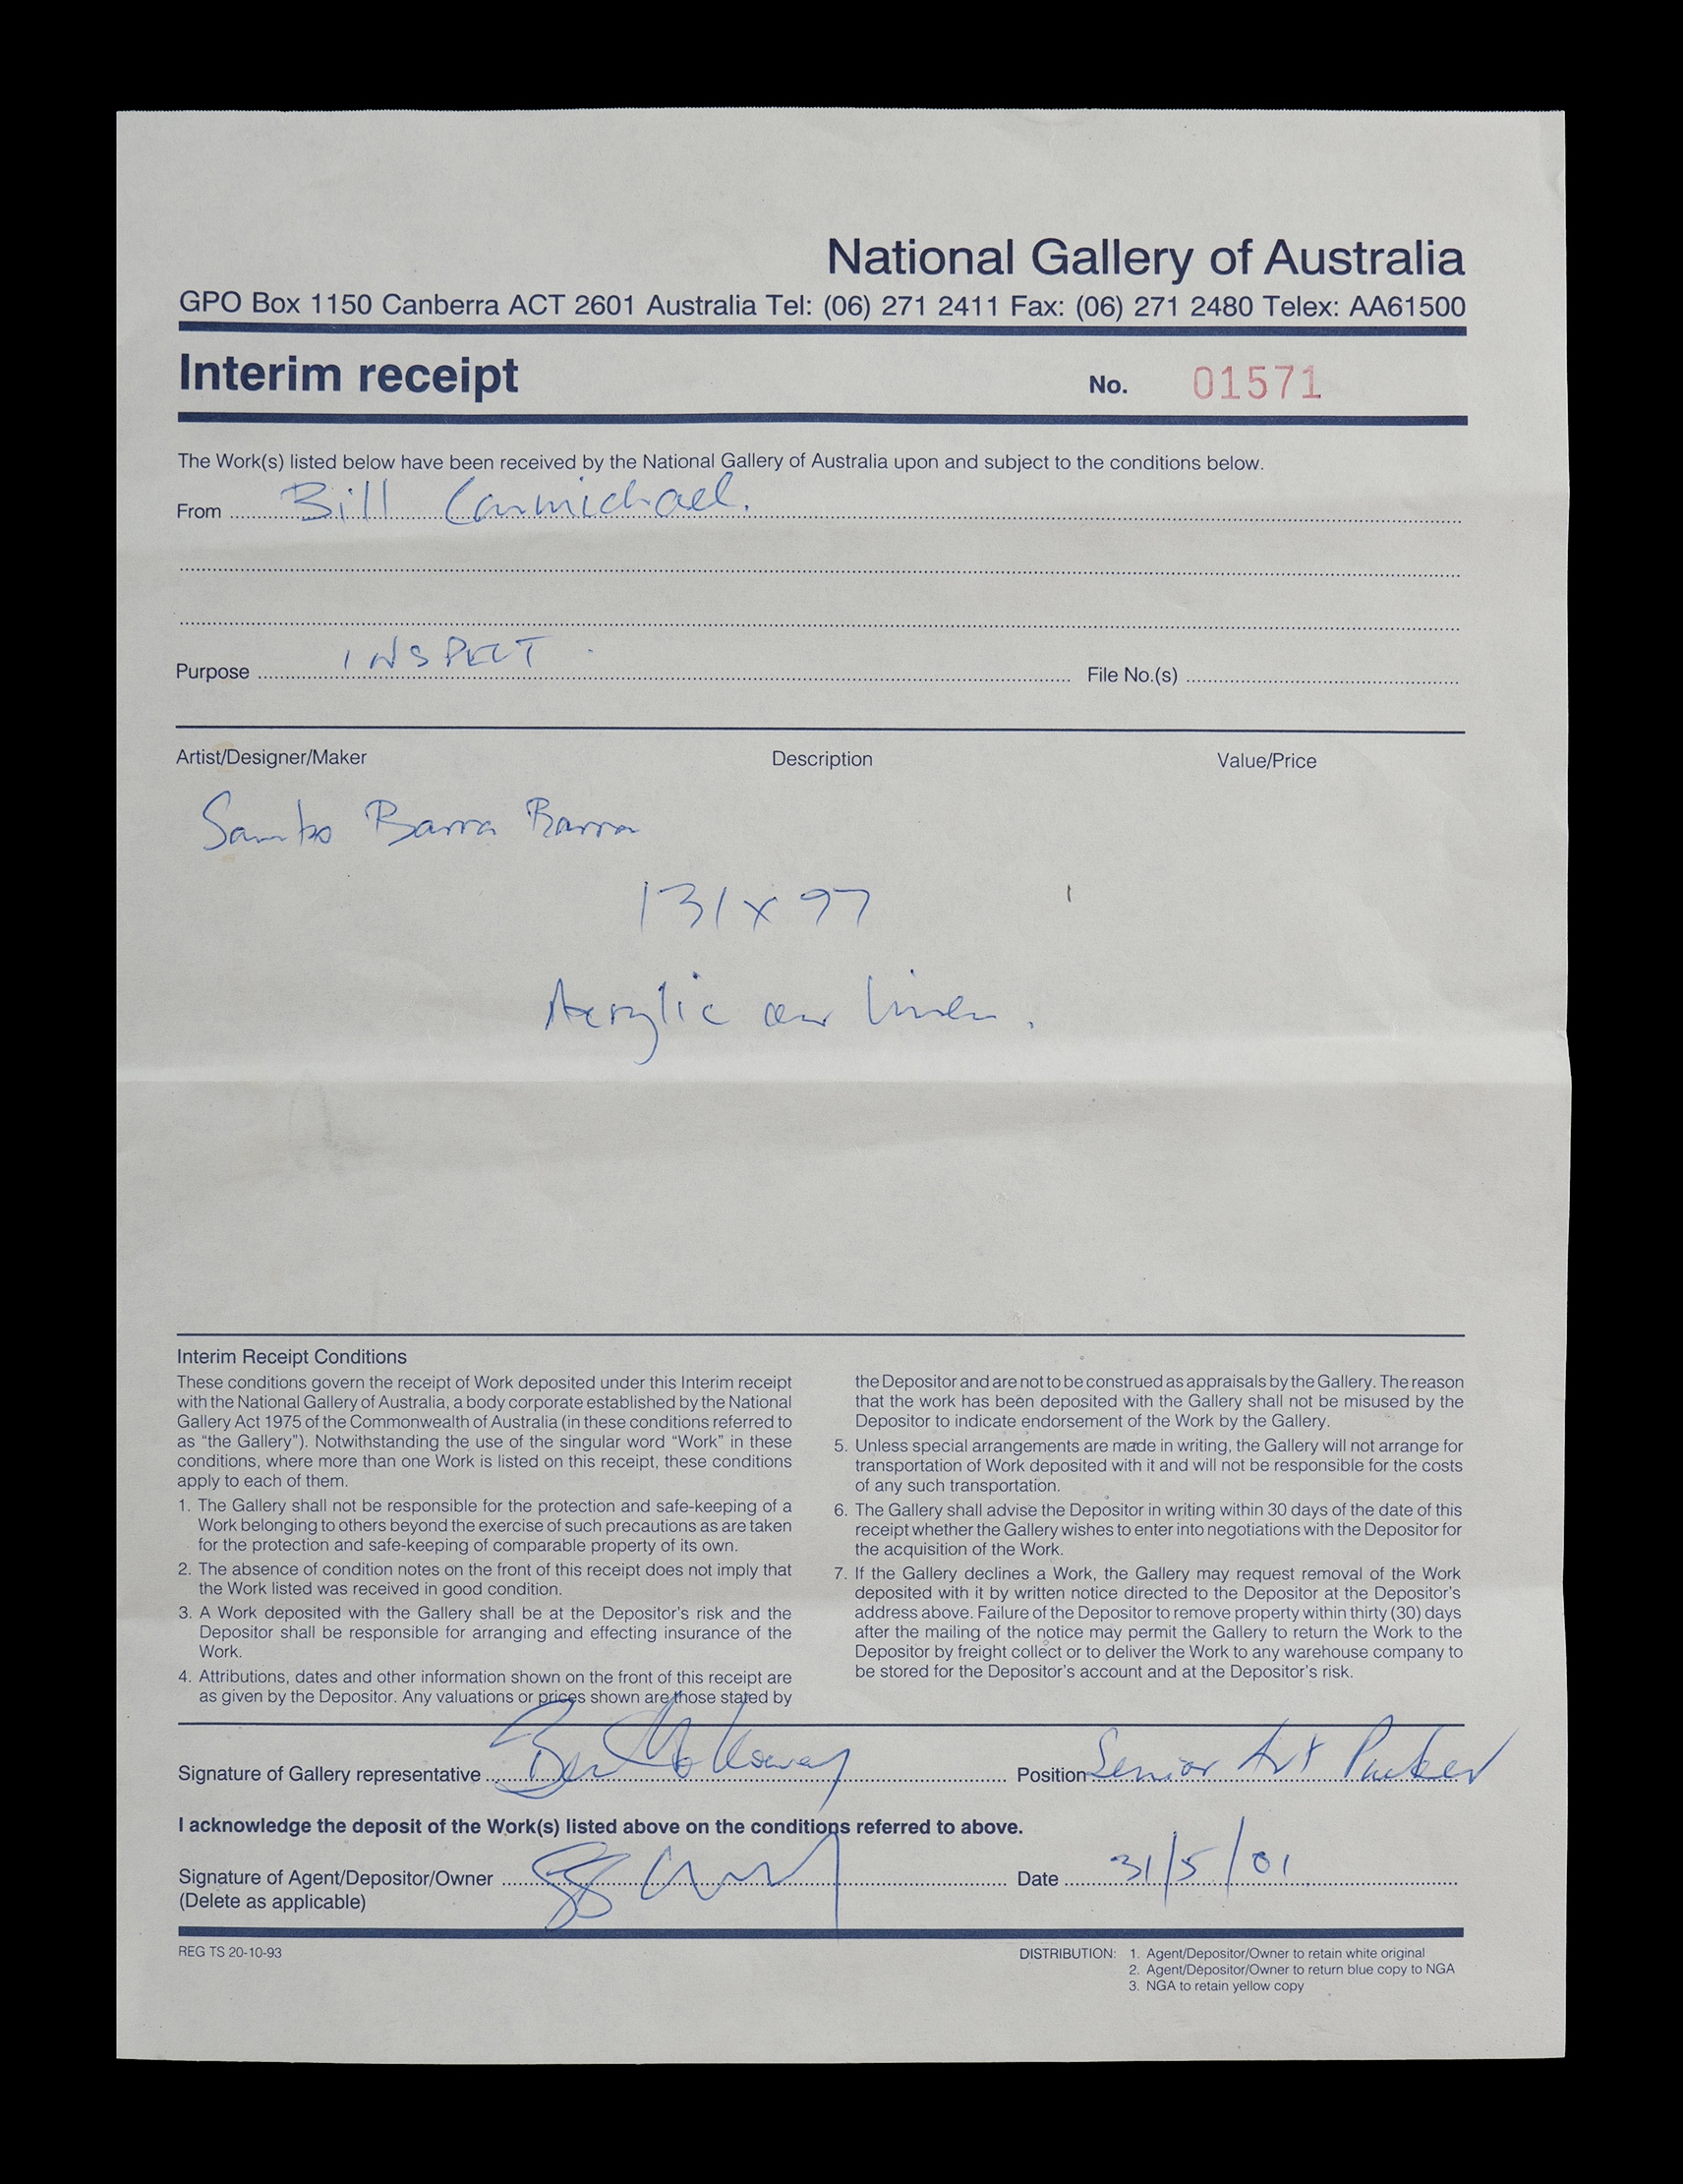 National Gallery of Australia
GPO Box 1150 Canberra ACT 2601 Australia Tel: (06) 271 2411 Fax: (06) 271 2480 Telex: AA61500
Interim receipt No. 01571
The Work(s) listed below have been received by the National Gallery of Australia upon and subject to the conditions below.
From Bill Carmichael.
Purpose INSPECT. File No.(s)
Artist/Designer/Maker Description Value/Price
Sambo Barra Barra
131 x 97
Acrylic on linen.
Interim Receipt Conditions
These conditions govern the receipt of Work deposited under this Interim receipt
with the National Gallery of Australia, a body corporate established by the National
Gallery Act 1975 of the Commonwealth of Australia (in these conditions referred to
as “the Gallery”). Notwithstanding the use of the singular word “Work” in these
conditions, where more than one Work is listed on this receipt, these conditions
apply to each of them.
1. The Gallery shall not be responsible for the protection and safe-keeping of a
Work belonging to others beyond the exercise of such precautions as are taken
for the protection and safe-keeping of comparable property of its own.
2. The absence of condition notes on the front of this receipt does not imply that
the Work listed was received in good condition.
3. A Work deposited with the Gallery shall be at the Depositor's risk and the
Depositor shall be responsible for arranging and effecting insurance of the
Work.
4. Attributions, dates and other information shown on the front of this receipt are
as given by the Depositor. Any valuations or prices shown are those stated by
the Depositor and are not to be construed as appraisals by the Gallery. The reason
that the work has been deposited with the Gallery shall not be misused by the
Depositor to indicate endorsement of the Work by the Gallery.
5. Unless special arrangements are made in writing, the Gallery will not arrange for
transportation of Work deposited with it and will not be responsible for the costs
of any such transportation.
6. The Gallery shall advise the Depositor in writing within 30 days of the date of this
receipt whether the Gallery wishes to enter into negotiations with the Depositor for
the acquisition of the Work.
7. If the Gallery declines a Work, the Gallery may request removal of the Work
deposited with it by written notice directed to the Depositor at the Depositor's
address above. Failure of the Depositor to remove property within thirty (30) days
after the mailing of the notice may permit the Gallery to return the Work to the
Depositor by freight collect or to deliver the Work to any warehouse company to
be stored for the Depositor's account and at the Depositor's risk.
Signature of Gallery representative Position Senior Art Packer
I acknowledge the deposit of the Work(s) listed above on the conditions referred to above.
Signature of Agent/Depositor/Owner Date 31/5/01
(Delete as applicable)
REG TS 20-10-93
DISTRIBUTION: 1. Agent/Depositor/Owner to retain white original
2. Agent/Depositor/Owner to return blue copy to NGA
3. NGA to retain yellow copy